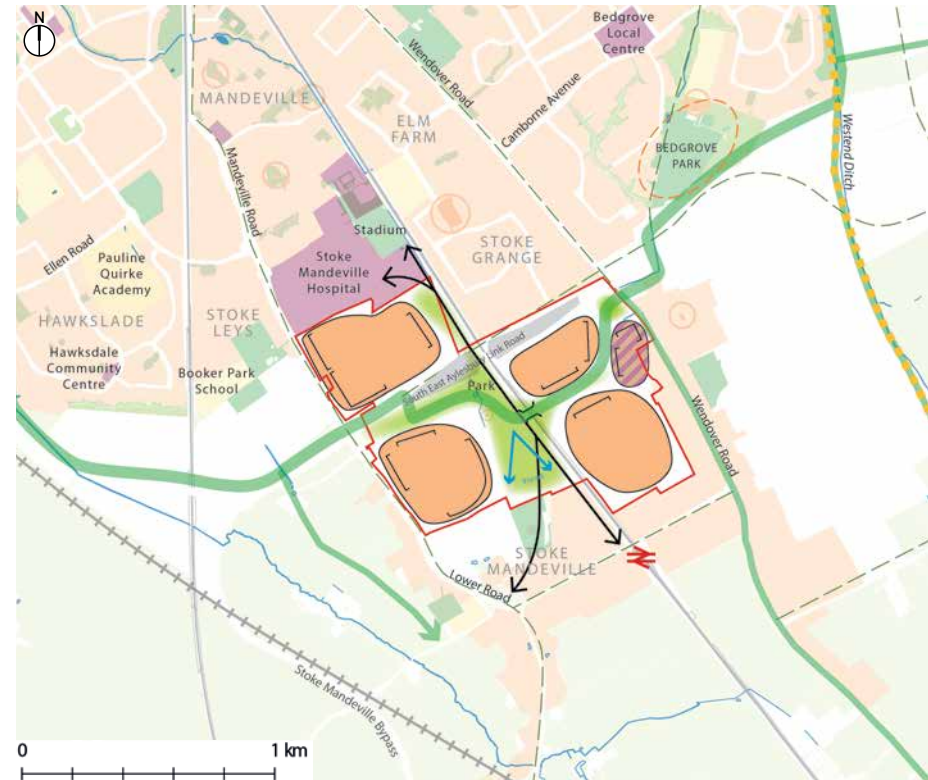 N
Bedgrove
Local
Centre
Wendover Road
MANDEVILLE
ELM
FARM
Camborne Avenue
BEDGROVE
PARK
Westend Ditch
Mandeville Road
Stadium
Ellen Road
Pauline
Quirke
Academy
Stoke
Mandeville
Hospital
STOKE
GRANGE
HAWKSLADE
STOKE
LEYS
Hawksdale
Community
Centre
Booker Park
School
South East Aylesbury Link Road
Park
Wendover Road
STOKE
MANDEVILLE
Lower Road
Stoke Mandeville Bypass
0 1 km